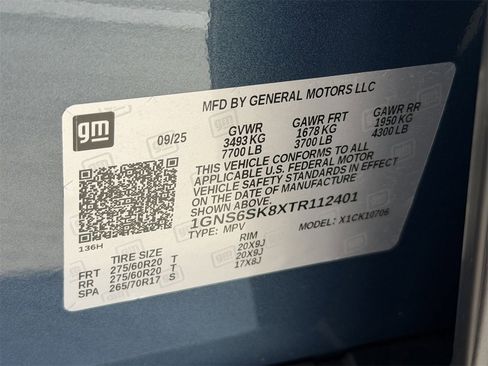 MFD BY GENERAL MOTORS LLC
gm
09/25
GVWR GAWR FRT GAWR RR
3493 KG 1678 KG 1950 KG
7700 LB 3700 LB 4300 LB
THIS VEHICLE CONFORMS TO ALL
APPLICABLE U.S. FEDERAL MOTOR
VEHICLE SAFETY STANDARDS IN EFFECT
ON THE DATE OF MANUFACTURE
SHOWN ABOVE.
1GNS6SK8XTR112401
TYPE: MPV MODEL: X1CK10706
136H
TIRE SIZE RIM
FRT 275/60R20 T 20X9J
RR 275/60R20 T 20X9J
SPA 265/70R17 S 17X8J